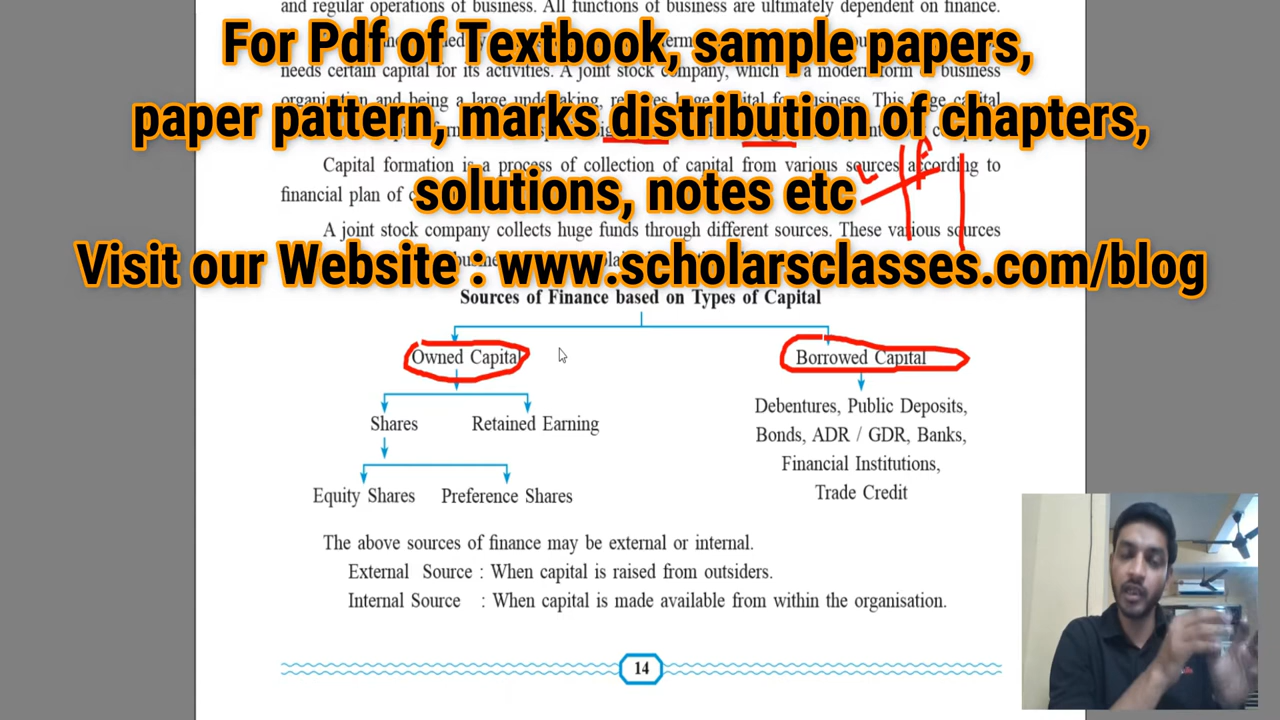 and regular operations of business. All functions of business are ultimately dependent on finance.
For Pdf of Textbook, sample papers,
needs certain capital for its activities. A joint stock company, which is a modern form of business
paper pattern, marks distribution of chapters,
Capital formation is a process of collection of capital from various sources according to
financial plan of
solutions, notes etc
L A
A joint stock company collects huge funds through different sources. These various sources
Visit our Website : www.scholarsclasses.com/blog
Sources of Finance based on Types of Capital
Owned Capital Borrowed Capital
Shares Retained Earning
Debentures, Public Deposits,
Bonds, ADR / GDR, Banks,
Financial Institutions,
Trade Credit
Equity Shares Preference Shares
The above sources of finance may be external or internal.
External Source : When capital is raised from outsiders.
Internal Source : When capital is made available from within the organisation.
14